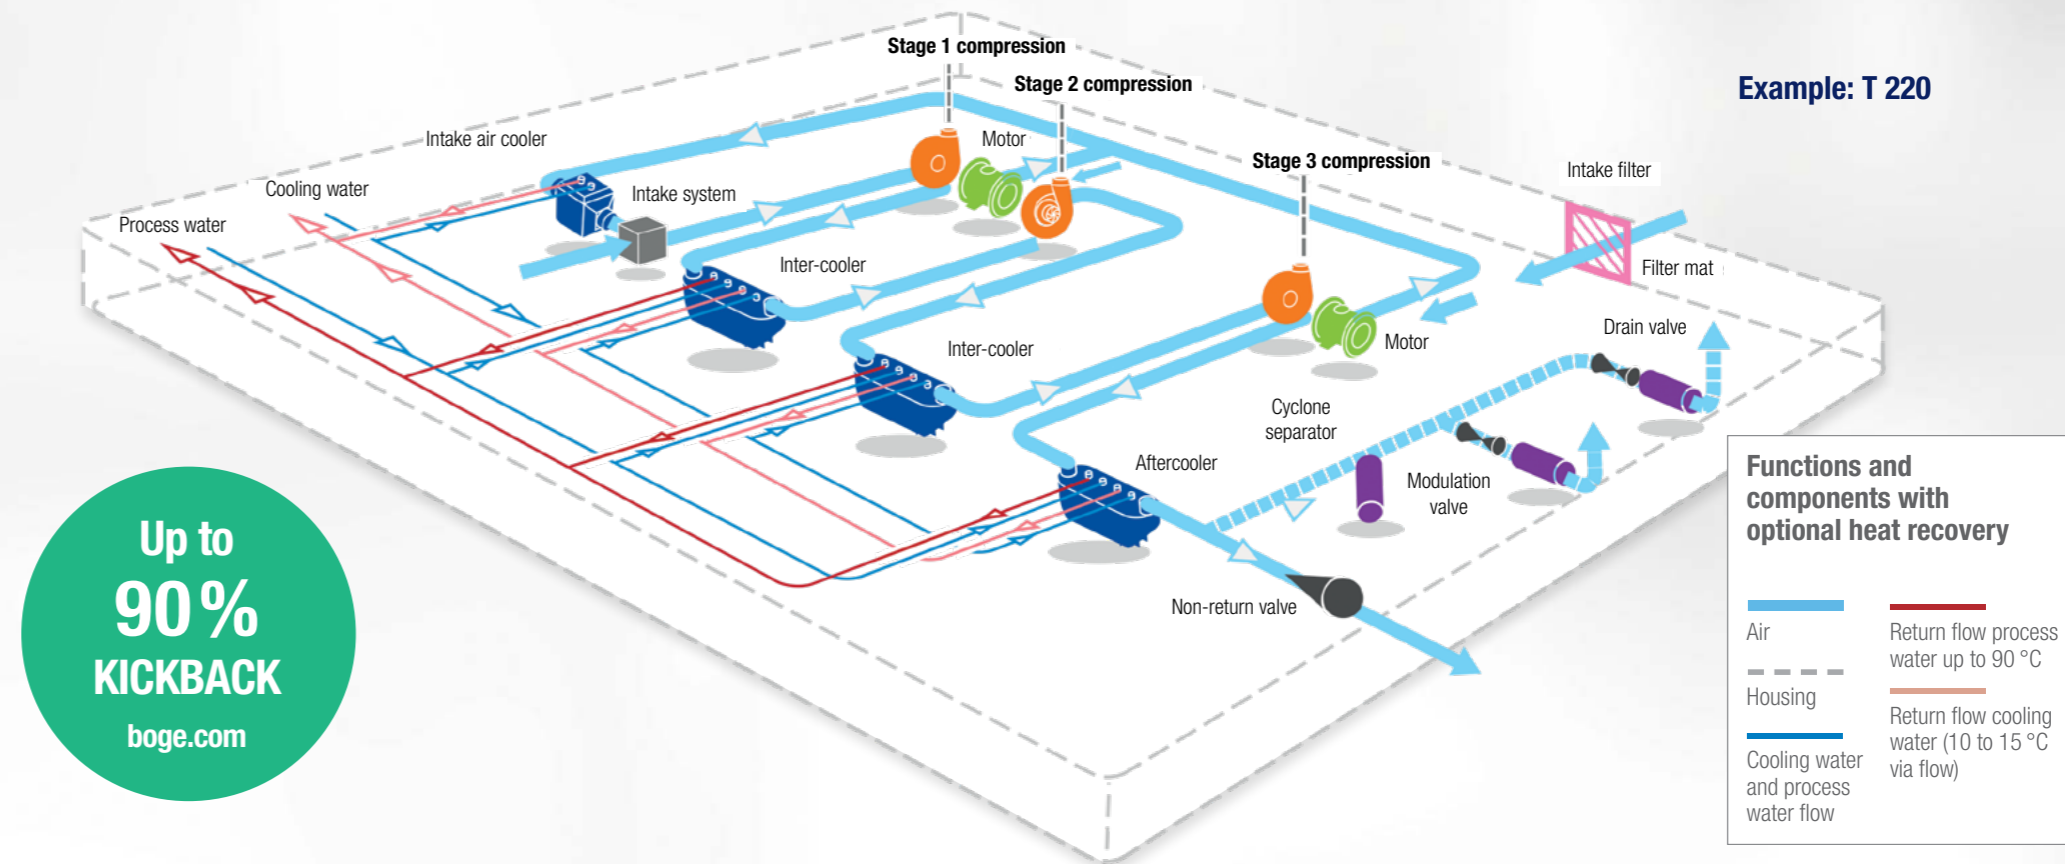 Stage 1 compression
Stage 2 compression
Example: T 220
Intake air cooler
Motor
Stage 3 compression
Intake filter
Cooling water
Intake system
Process water
Inter-cooler
Filter mat
Drain valve
Inter-cooler
Motor
Cyclone
separator
Aftercooler
Modulation
valve
Non-return valve
Up to
90 %
KICKBACK
boge.com
Functions and
components with
optional heat recovery
Air
Housing
Cooling water
and process
water flow
Return flow process
water up to 90 °C
Return flow cooling
water (10 to 15 °C
via flow)